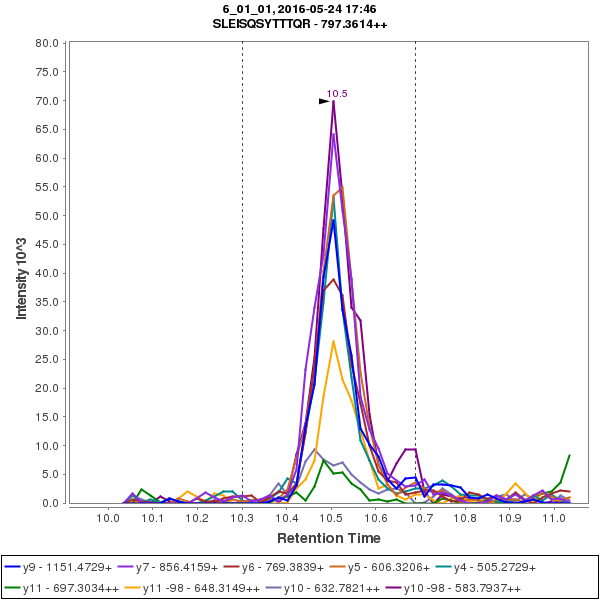 6_01_01, 2016-05-24 17:46
SLEISQSYTTTQR - 797.3614++
80.0
75.0
70.0
65.0
60.0
55.0
50.0
45.0
40.0
35.0
30.0
25.0
20.0
15.0
10.0
5.0
0.0
Intensity 10^3
10.5
10.0 10.1 10.2 10.3 10.4 10.5 10.6 10.7 10.8 10.9 11.0
Retention Time
y9 - 1151.4729+ y7 - 856.4159+ y6 - 769.3839+ y5 - 606.3206+ y4 - 505.2729+
y11 - 697.3034++ y11 -98 - 648.3149++ y10 - 632.7821++ y10 -98 - 583.7937++